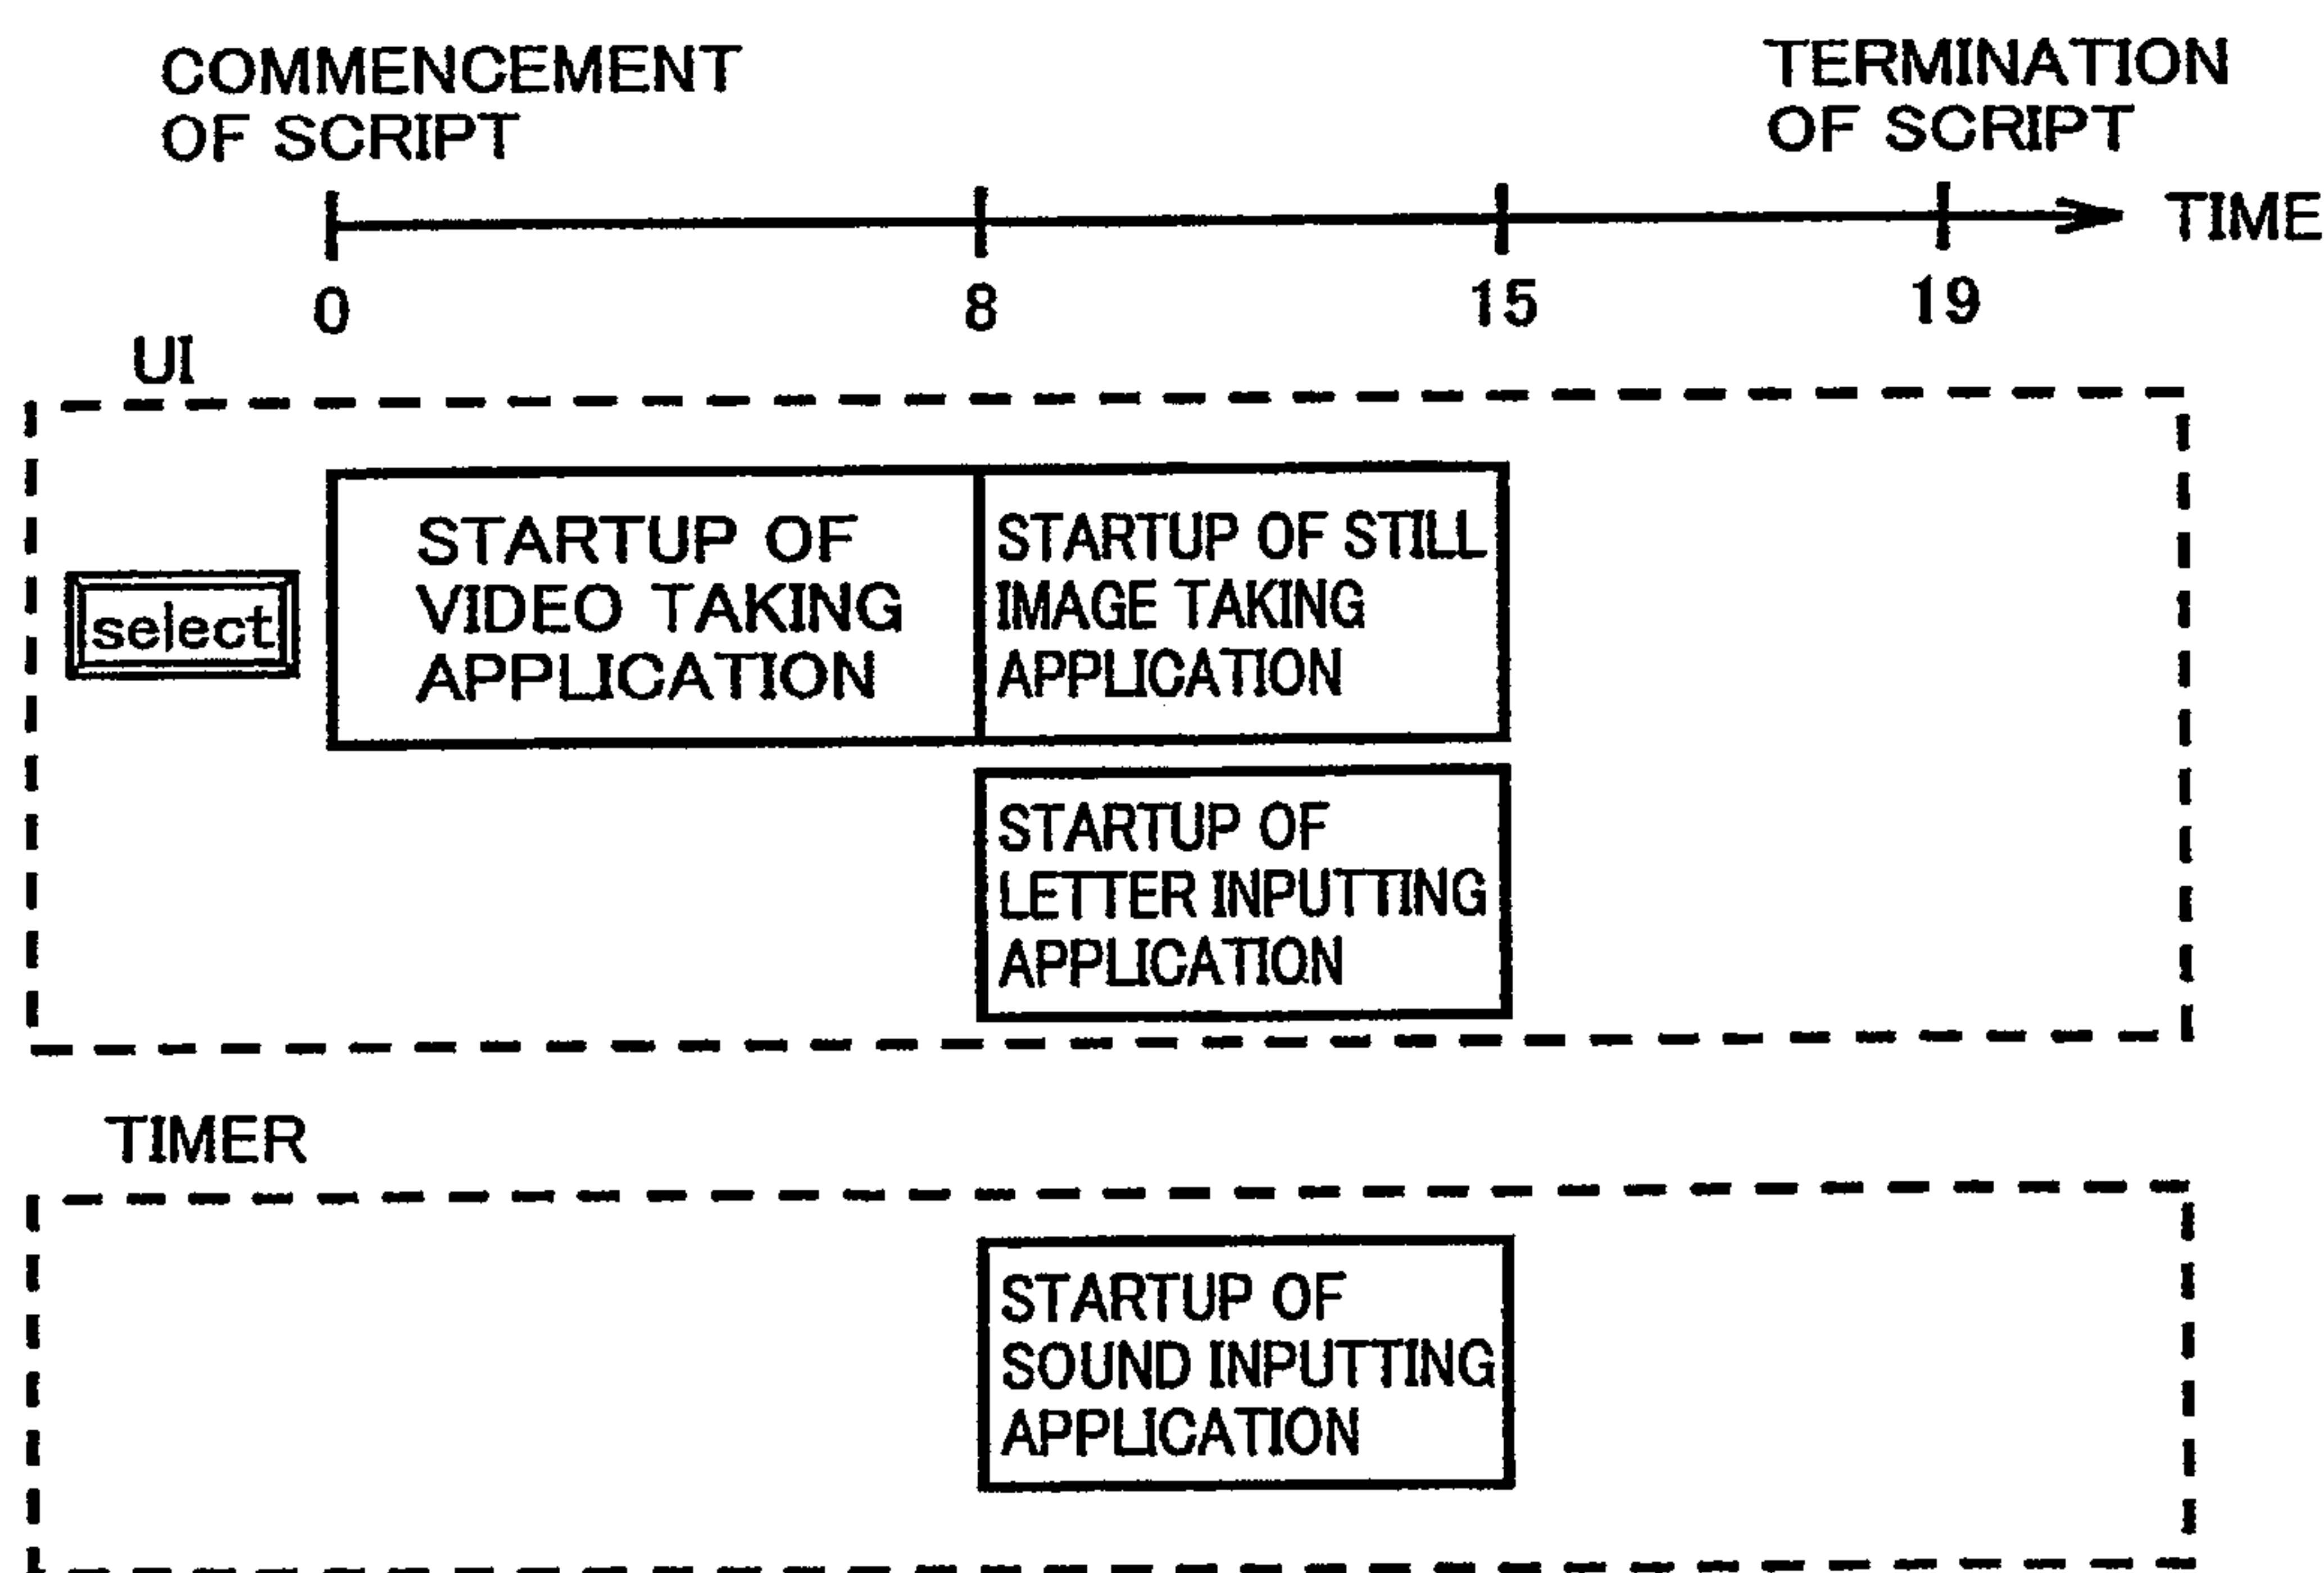 COMMENCEMENT
OF SCRIPT
TERMINATION
OF SCRIPT
TIME
0
8
15
19
UI
select
STARTUP OF
VIDEO TAKING
APPLICATION
STARTUP OF STILL
IMAGE TAKING
APPLICATION
STARTUP OF
LETTER INPUTTING
APPLICATION
TIMER
STARTUP OF
SOUND INPUTTING
APPLICATION